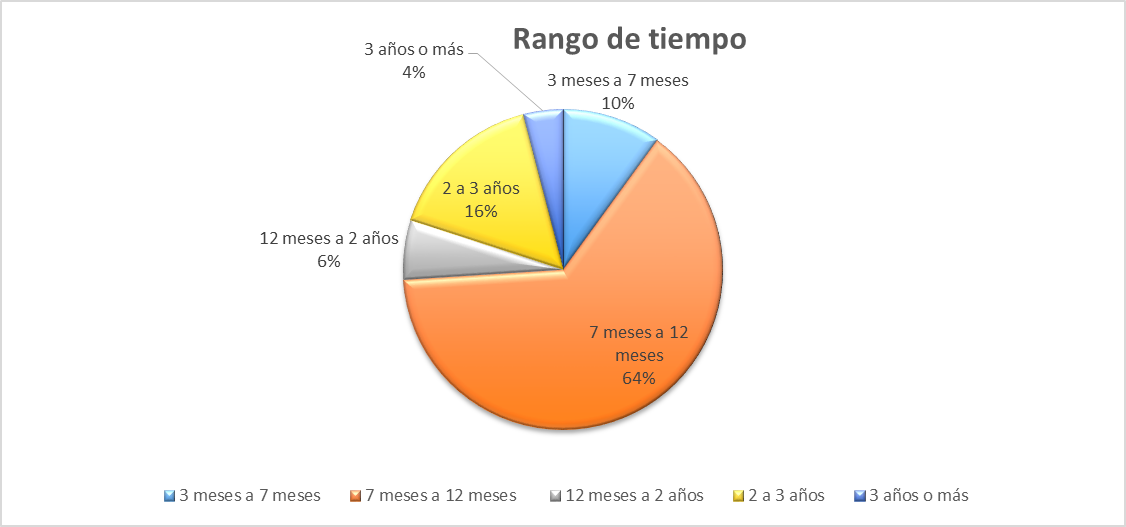 Rango de tiempo
3 años o más
4%
3 meses a 7 meses
10%
2 a 3 años
16%
12 meses a 2 años
6%
7 meses a 12
meses
64%
3 meses a 7 meses
7 meses a 12 meses
12 meses a 2 años
2 a 3 años
3 años o más